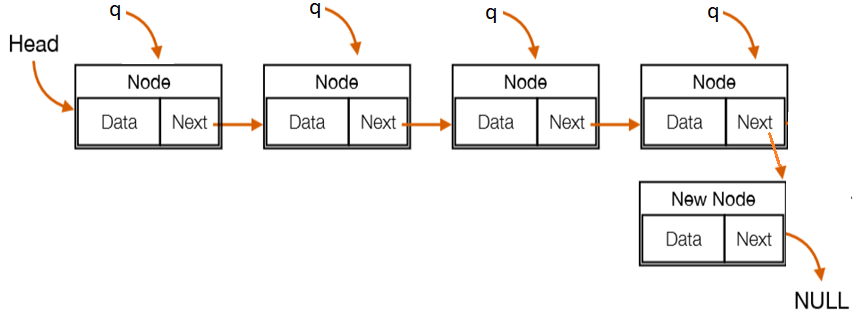 q q q q
Head
Node Node Node Node
Data Next Data Next Data Next Data Next
New Node
Data Next
NULL